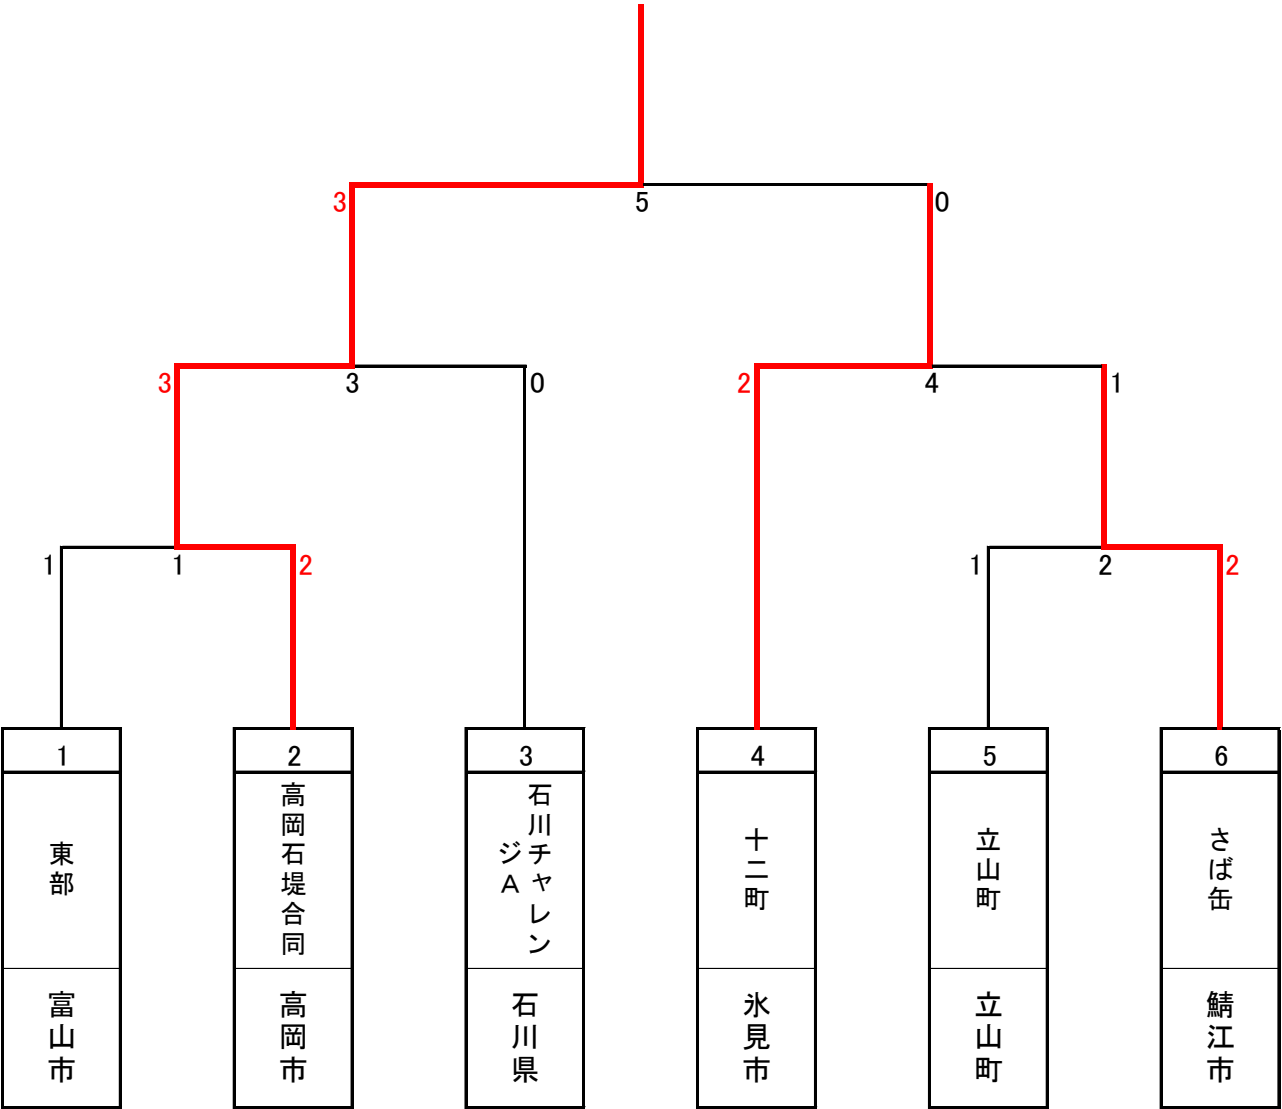 3 5 0
3 3 0 2 4 1
1 1 2 1 2 2
1 2 3 4 5 6
東部
高岡石堤合同
石川チャレン
ジA
十二町
立山町
さば缶
富山市
高岡市
石川県
氷見市
立山町
鯖江市